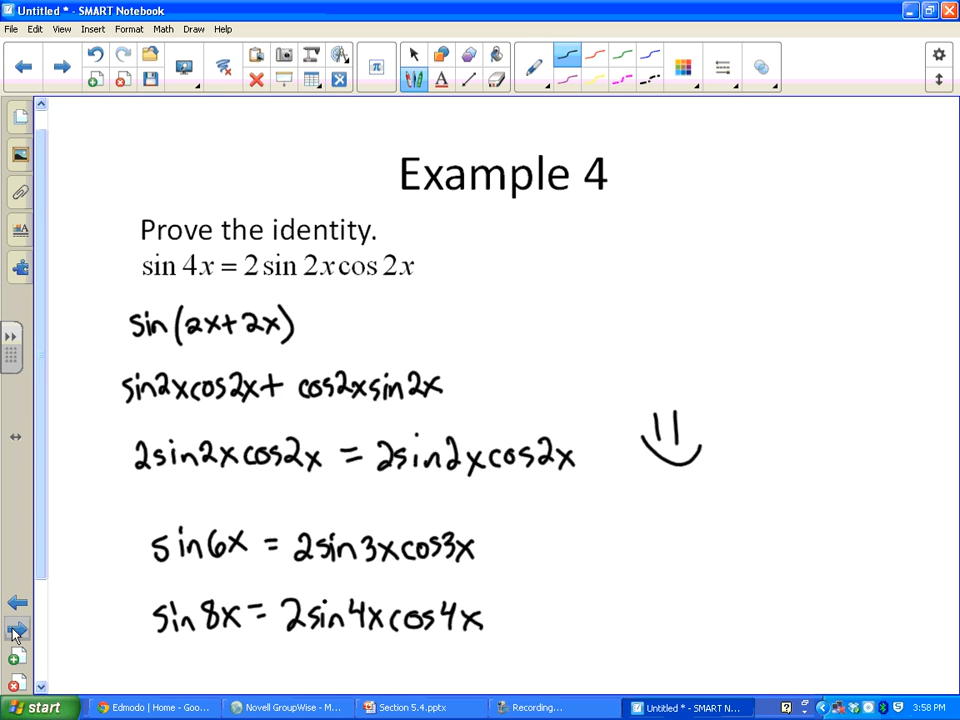 Untitled * - SMART Notebook
File Edit View Insert Format Math Draw Help
Example 4
Prove the identity.
sin 4x = 2 sin 2x cos 2x
sin(2x+2x)
sin2xcos2x+ cos2xsin2x
2sin2xcos2x = 2sin2xcos2x
sin6x = 2sin3xcos3x
sin8x = 2sin4xcos4x
start Edmodo | Home - Goo... Novell GroupWise - M... Section 5.4.pptx Recording... Untitled * - SMART N... 3:58 PM